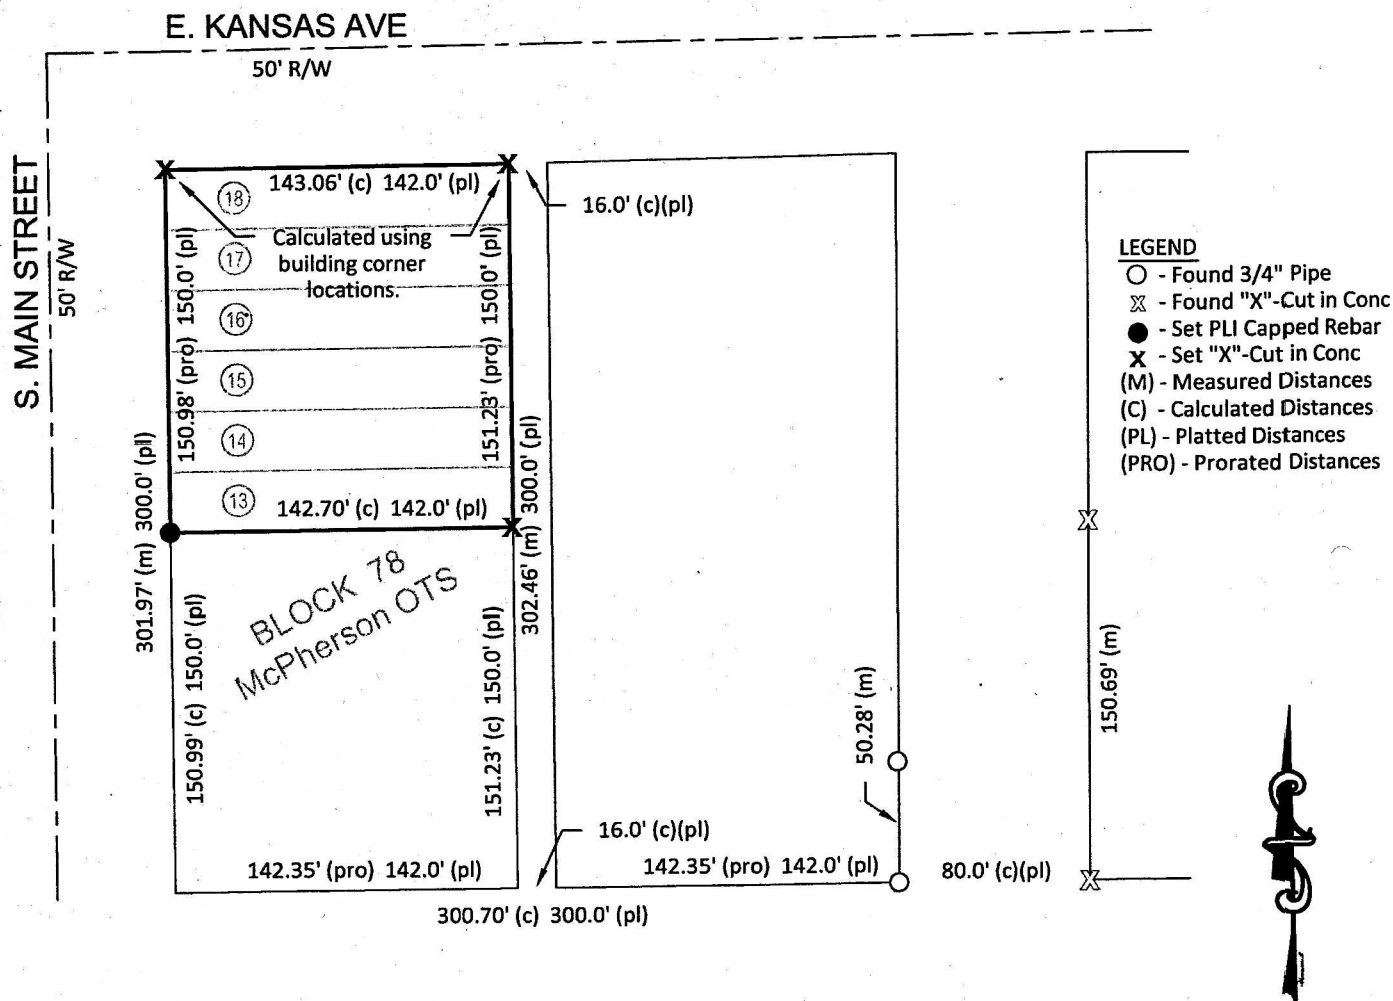 E. KANSAS AVE
50' R/W
S. MAIN STREET
50' R/W
143.06' (c) 142.0' (pl)
16.0' (c)(pl)
18
Calculated using
building corner
locations.
17
16
15
14
13
150.98' (pro) 150.0' (pl)
151.23' (pro) 150.0' (pl)
142.70' (c) 142.0' (pl)
301.97' (m) 300.0' (pl)
302.46' (m) 300.0' (pl)
BLOCK 78
McPherson OTS
150.99' (c) 150.0' (pl)
151.23' (c) 150.0' (pl)
142.35' (pro) 142.0' (pl)
16.0' (c)(pl)
142.35' (pro) 142.0' (pl)
300.70' (c) 300.0' (pl)
50.28' (m)
80.0' (c)(pl)
150.69' (m)
LEGEND
- Found 3/4" Pipe
- Found "X"-Cut in Conc
- Set PLI Capped Rebar
X - Set "X"-Cut in Conc
(M) - Measured Distances
(C) - Calculated Distances
(PL) - Platted Distances
(PRO) - Prorated Distances